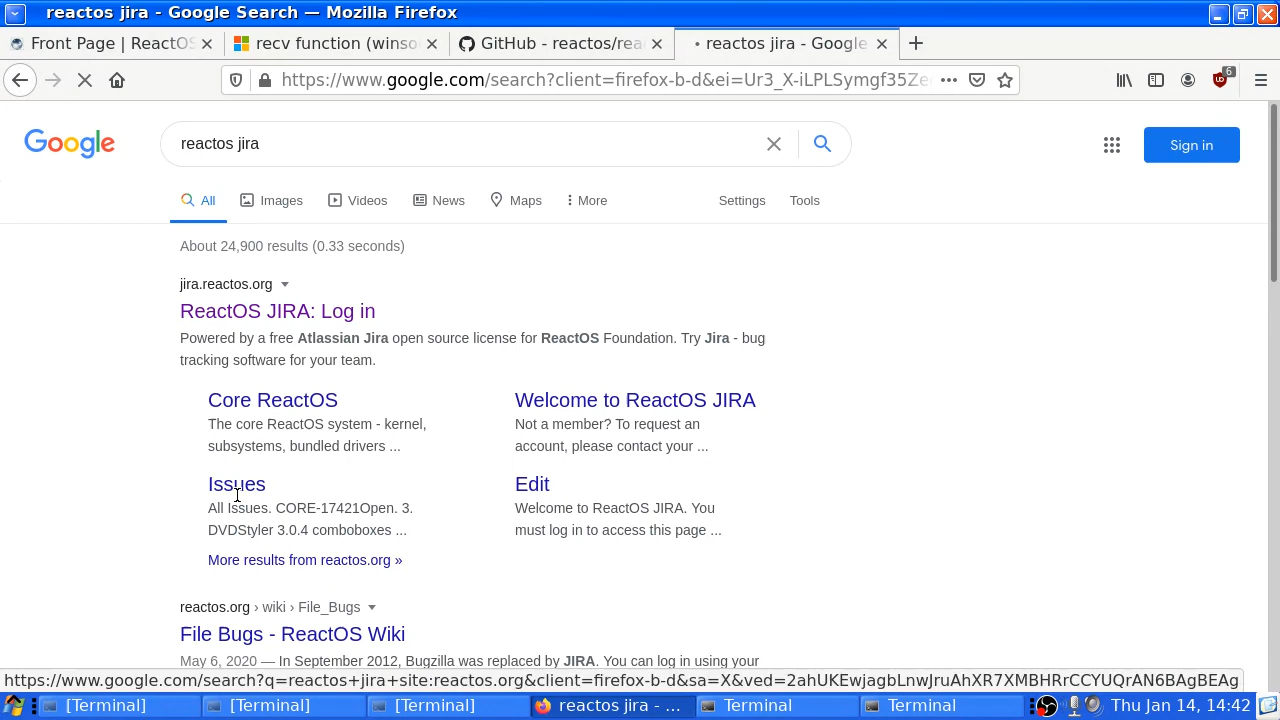 reactos jira - Google Search — Mozilla Firefox
Front Page | ReactOS
recv function (winso
GitHub - reactos/rea
reactos jira - Google
https://www.google.com/search?client=firefox-b-d&ei=Ur3_X-iLPLSymgf35Ze
6
Google
reactos jira
Sign in
All
Images
Videos
News
Maps
More
Settings
Tools
About 24,900 results (0.33 seconds)
jira.reactos.org
ReactOS JIRA: Log in
Powered by a free Atlassian Jira open source license for ReactOS Foundation. Try Jira - bug
tracking software for your team.
Core ReactOS
The core ReactOS system - kernel,
subsystems, bundled drivers ...
Welcome to ReactOS JIRA
Not a member? To request an
account, please contact your ...
Issues
All Issues. CORE-17421Open. 3.
DVDStyler 3.0.4 comboboxes ...
Edit
Welcome to ReactOS JIRA. You
must log in to access this page ...
More results from reactos.org »
reactos.org › wiki › File_Bugs
File Bugs - ReactOS Wiki
May 6, 2020 — In September 2012, Bugzilla was replaced by JIRA. You can log in using your
https://www.google.com/search?q=reactos+jira+site:reactos.org&client=firefox-b-d&sa=X&ved=2ahUKEwjagbLnwJruAhXR7XMBHRrCCYUQrAN6BAgBEAg
[Terminal]
[Terminal]
[Terminal]
reactos jira - ...
Terminal
Terminal
Thu Jan 14, 14:42